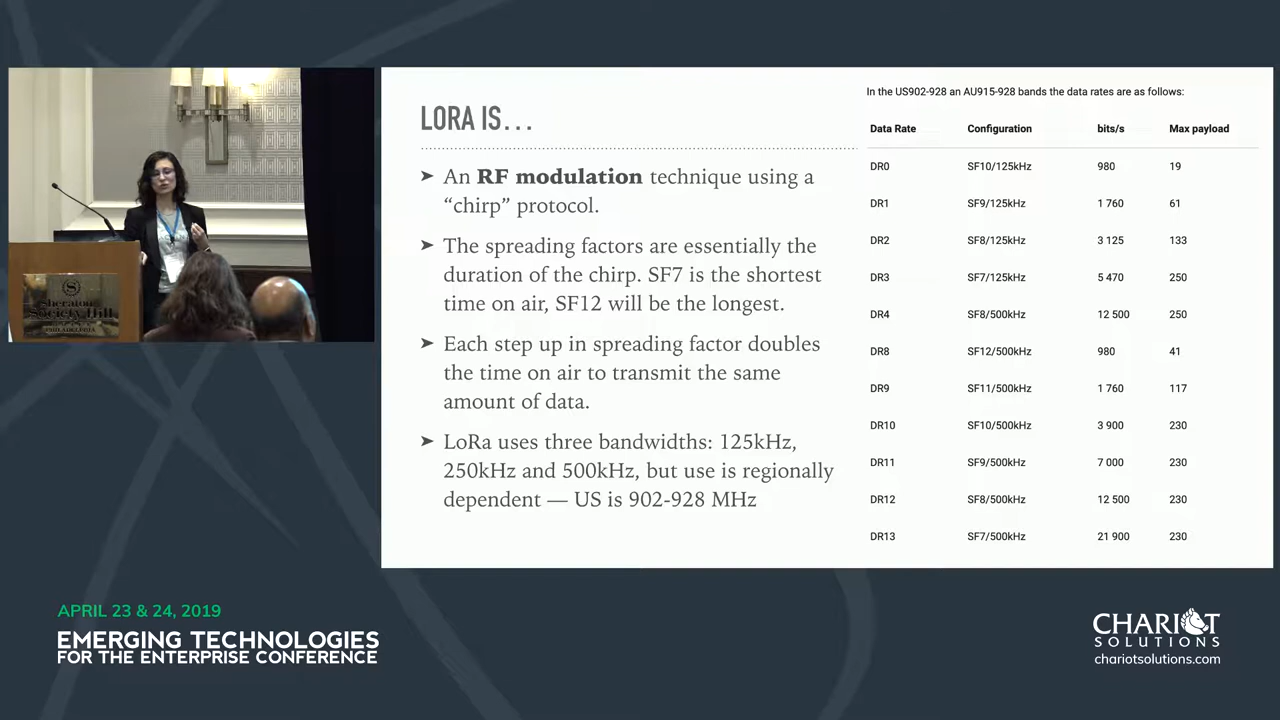 LORA IS...
➤ An RF modulation technique using a
“chirp” protocol.
➤ The spreading factors are essentially the
duration of the chirp. SF7 is the shortest
time on air, SF12 will be the longest.
➤ Each step up in spreading factor doubles
the time on air to transmit the same
amount of data.
➤ LoRa uses three bandwidths: 125kHz,
250kHz and 500kHz, but use is regionally
dependent — US is 902-928 MHz
In the US902-928 an AU915-928 bands the data rates are as follows:
Data Rate Configuration bits/s Max payload
DR0 SF10/125kHz 980 19
DR1 SF9/125kHz 1 760 61
DR2 SF8/125kHz 3 125 133
DR3 SF7/125kHz 5 470 250
DR4 SF8/500kHz 12 500 250
DR8 SF12/500kHz 980 41
DR9 SF11/500kHz 1 760 117
DR10 SF10/500kHz 3 900 230
DR11 SF9/500kHz 7 000 230
DR12 SF8/500kHz 12 500 230
DR13 SF7/500kHz 21 900 230
Sheraton
Society Hill
PHILADELPHIA
APRIL 23 & 24, 2019
EMERGING TECHNOLOGIES
FOR THE ENTERPRISE CONFERENCE
CHARIOT
SOLUTIONS
chariotsolutions.com